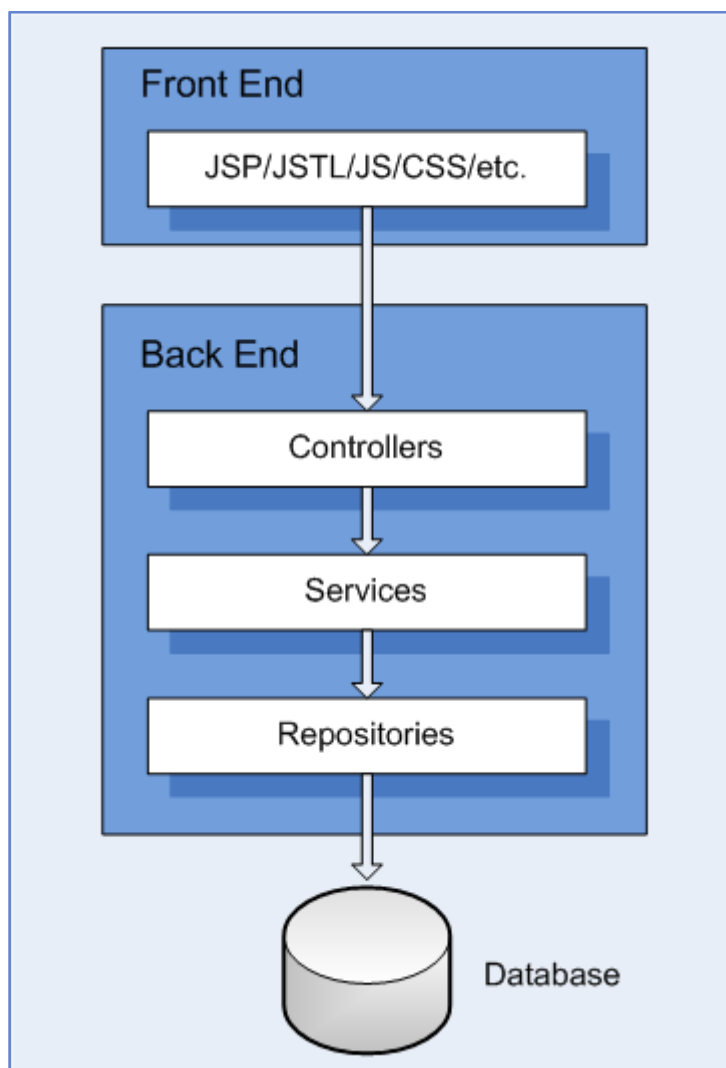 Front End
JSP/JSTL/JS/CSS/etc.
Back End
Controllers
Services
Repositories
Database